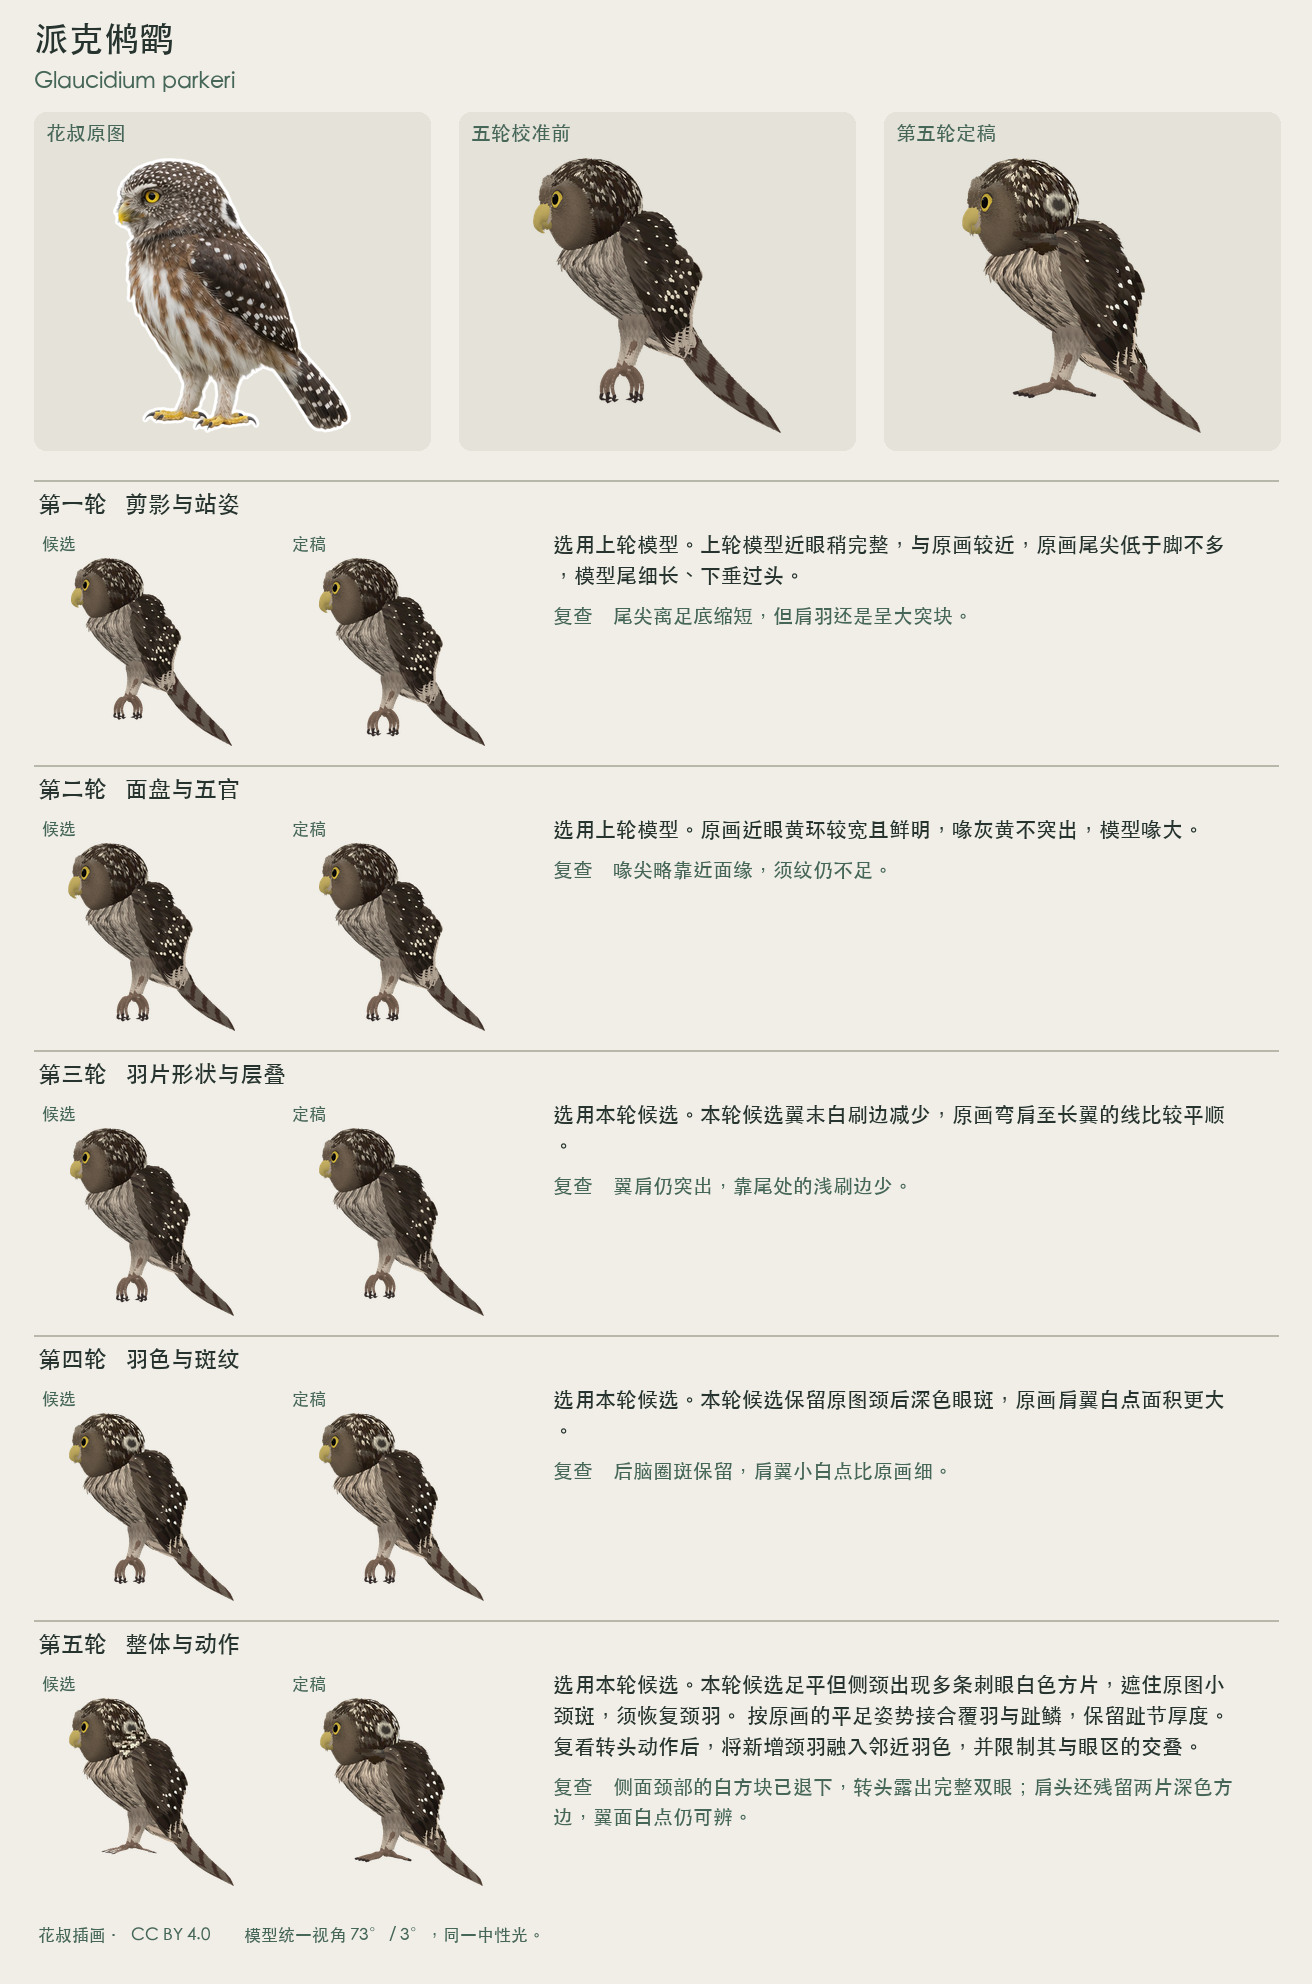 派克鸺鹠
Glaucidium parkeri
花叔原图
五轮校准前
第五轮定稿
第一轮 剪影与站姿
候选
定稿
选用上轮模型。上轮模型近眼稍完整，与原画较近，原画尾尖低于脚不多
，模型尾细长、下垂过头。
复查 尾尖离足底缩短，但肩羽还是呈大突块。
第二轮 面盘与五官
候选
定稿
选用上轮模型。原画近眼黄环较宽且鲜明，喙灰黄不突出，模型喙大。
复查 喙尖略靠近面缘，须纹仍不足。
第三轮 羽片形状与层叠
候选
定稿
选用本轮候选。本轮候选翼末白刷边减少，原画弯肩至长翼的线比较平顺
。
复查 翼肩仍突出，靠尾处的浅刷边少。
第四轮 羽色与斑纹
候选
定稿
选用本轮候选。本轮候选保留原图颈后深色眼斑，原画肩翼白点面积更大
。
复查 后脑圈斑保留，肩翼小白点比原画细。
第五轮 整体与动作
候选
定稿
选用本轮候选。本轮候选足平但侧颈出现多条刺眼白色方片，遮住原图小
颈斑，须恢复颈羽。 按原画的平足姿势接合覆羽与趾鳞，保留趾节厚度。
复看转头动作后，将新增颈羽融入邻近羽色，并限制其与眼区的交叠。
复查 侧面颈部的白方块已退下，转头露出完整双眼；肩头还残留两片深色方
边，翼面白点仍可辨。
花叔插画 · CC BY 4.0 模型统一视角 73° / 3° ，同一中性光。